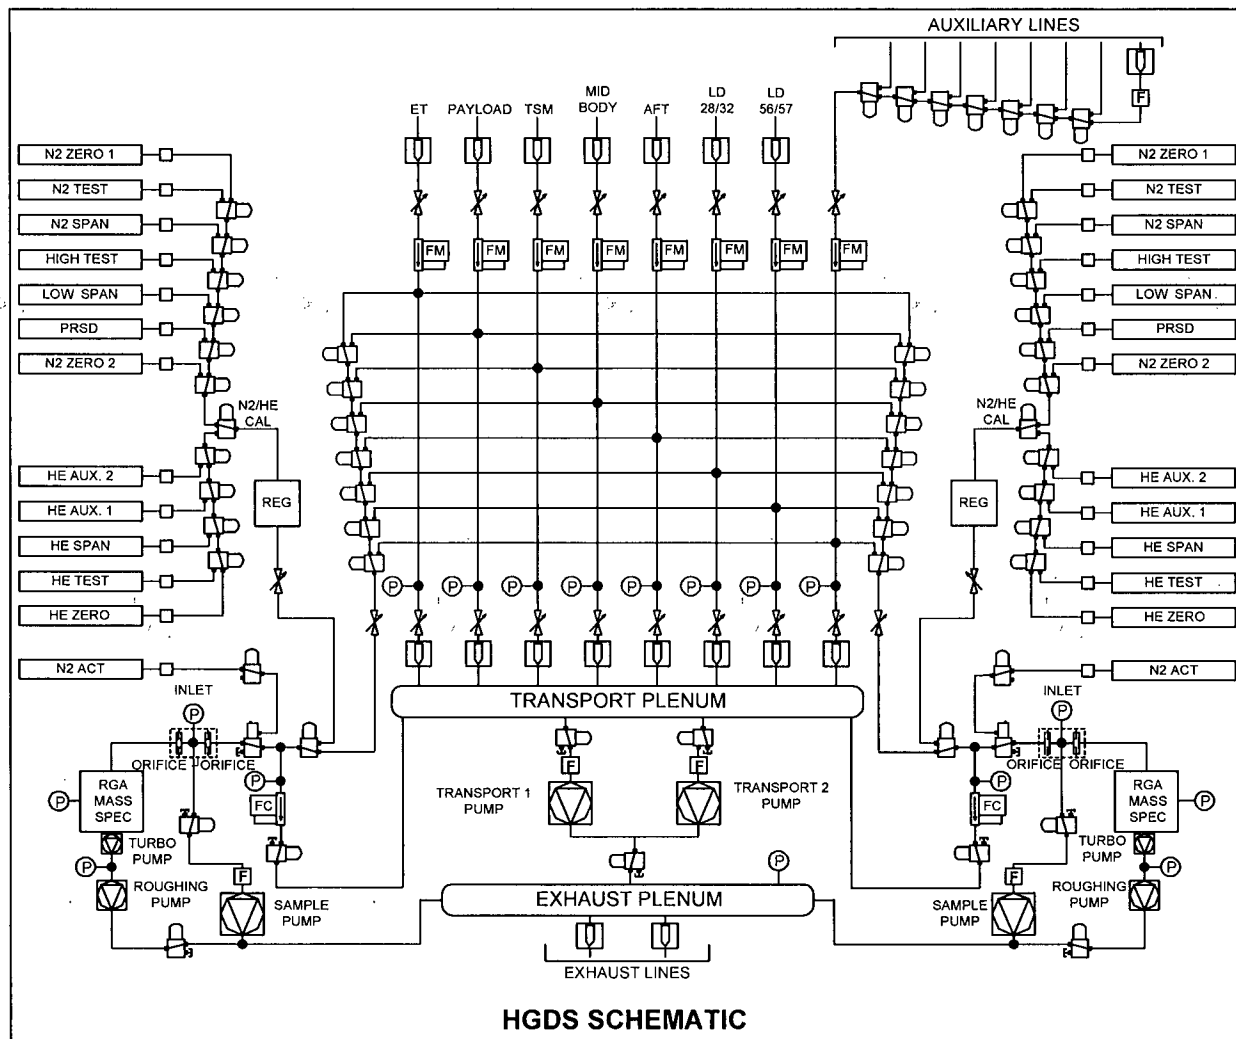 AUXILIARY LINES
F
ET
PAYLOAD
TSM
MID
BODY
AFT
LD
28/32
LD
56/57
FM
FM
FM
FM
FM
FM
FM
FM
N2 ZERO 1
N2 TEST
N2 SPAN
HIGH TEST
LOW SPAN
PRSD
N2 ZERO 2
N2/HE
CAL
HE AUX. 2
HE AUX. 1
HE SPAN
HE TEST
HE ZERO
N2 ACT
REG
N2 ZERO 1
N2 TEST
N2 SPAN
HIGH TEST
LOW SPAN
PRSD
N2 ZERO 2
N2/HE
CAL
HE AUX. 2
HE AUX. 1
HE SPAN
HE TEST
HE ZERO
N2 ACT
REG
P
P
P
P
P
P
P
P
TRANSPORT PLENUM
INLET
P
ORIFICE
ORIFICE
P
RGA
MASS
SPEC
P
FC
TURBO
PUMP
P
ROUGHING
PUMP
F
SAMPLE
PUMP
F
F
TRANSPORT 1
PUMP
TRANSPORT 2
PUMP
P
EXHAUST PLENUM
EXHAUST LINES
INLET
P
ORIFICE
ORIFICE
P
RGA
MASS
SPEC
P
FC
TURBO
PUMP
P
ROUGHING
PUMP
F
SAMPLE
PUMP
HGDS SCHEMATIC